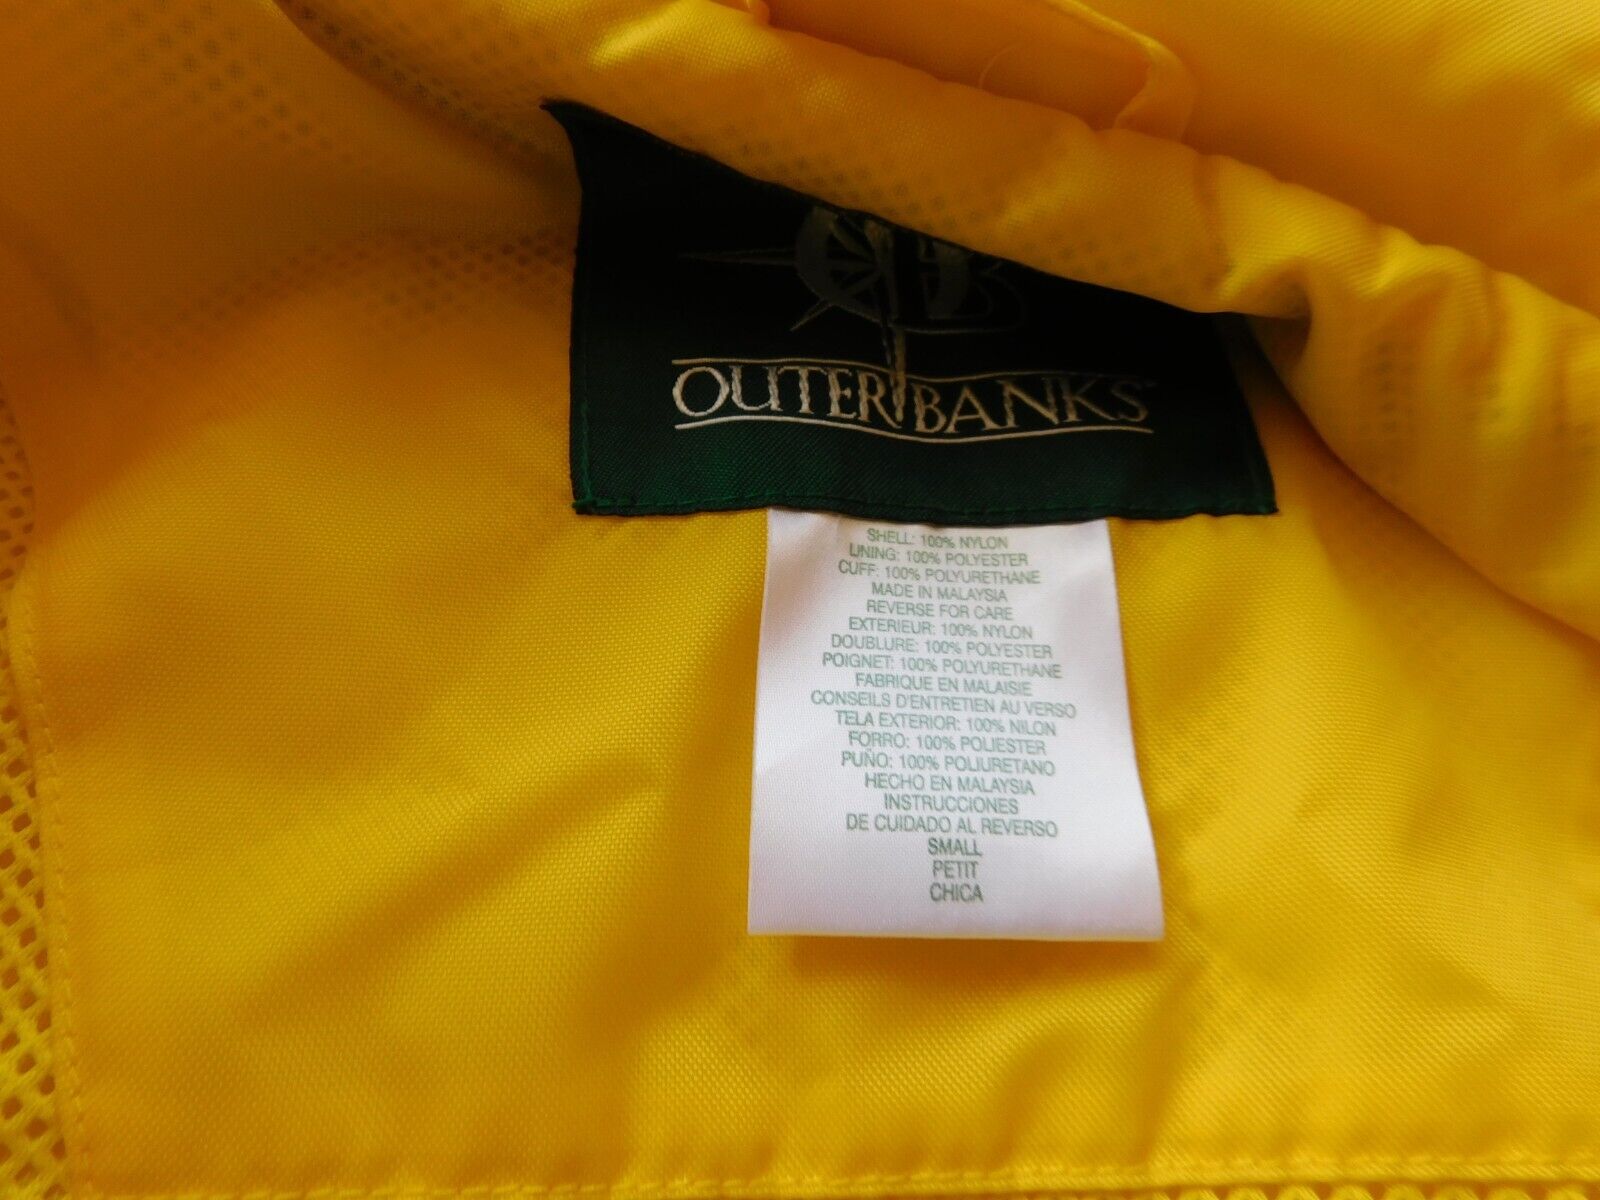 OUTER BANKS
SHELL: 100% NYLON
LINING: 100% POLYESTER
CUFF: 100% POLYURETHANE
MADE IN MALAYSIA
REVERSE FOR CARE
EXTERIEUR: 100% NYLON
DOUBLURE: 100% POLYESTER
POIGNET: 100% POLYURETHANE
FABRIQUE EN MALAISIE
CONSEILS D'ENTRETIEN AU VERSO
TELA EXTERIOR: 100% NILON
FORRO: 100% POLIESTER
PUÑO: 100% POLIURETANO
HECHO EN MALAYSIA
INSTRUCCIONES
DE CUIDADO AL REVERSO
SMALL
PETIT
CHICA